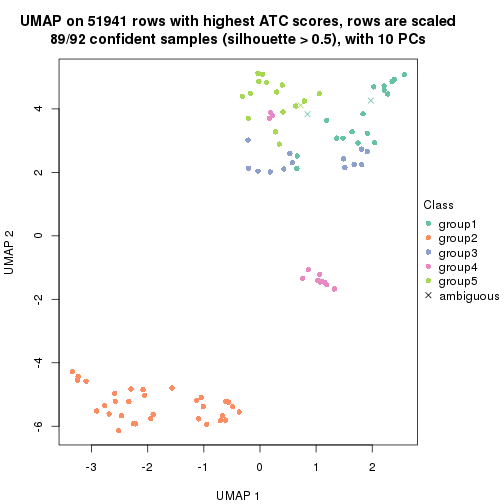 UMAP on 51941 rows with highest ATC scores, rows are scaled
89/92 confident samples (silhouette > 0.5), with 10 PCs
4
2
0
-2
-4
-6
UMAP 2
-3
-2
-1
0
1
2
UMAP 1
Class
group1
group2
group3
group4
group5
ambiguous